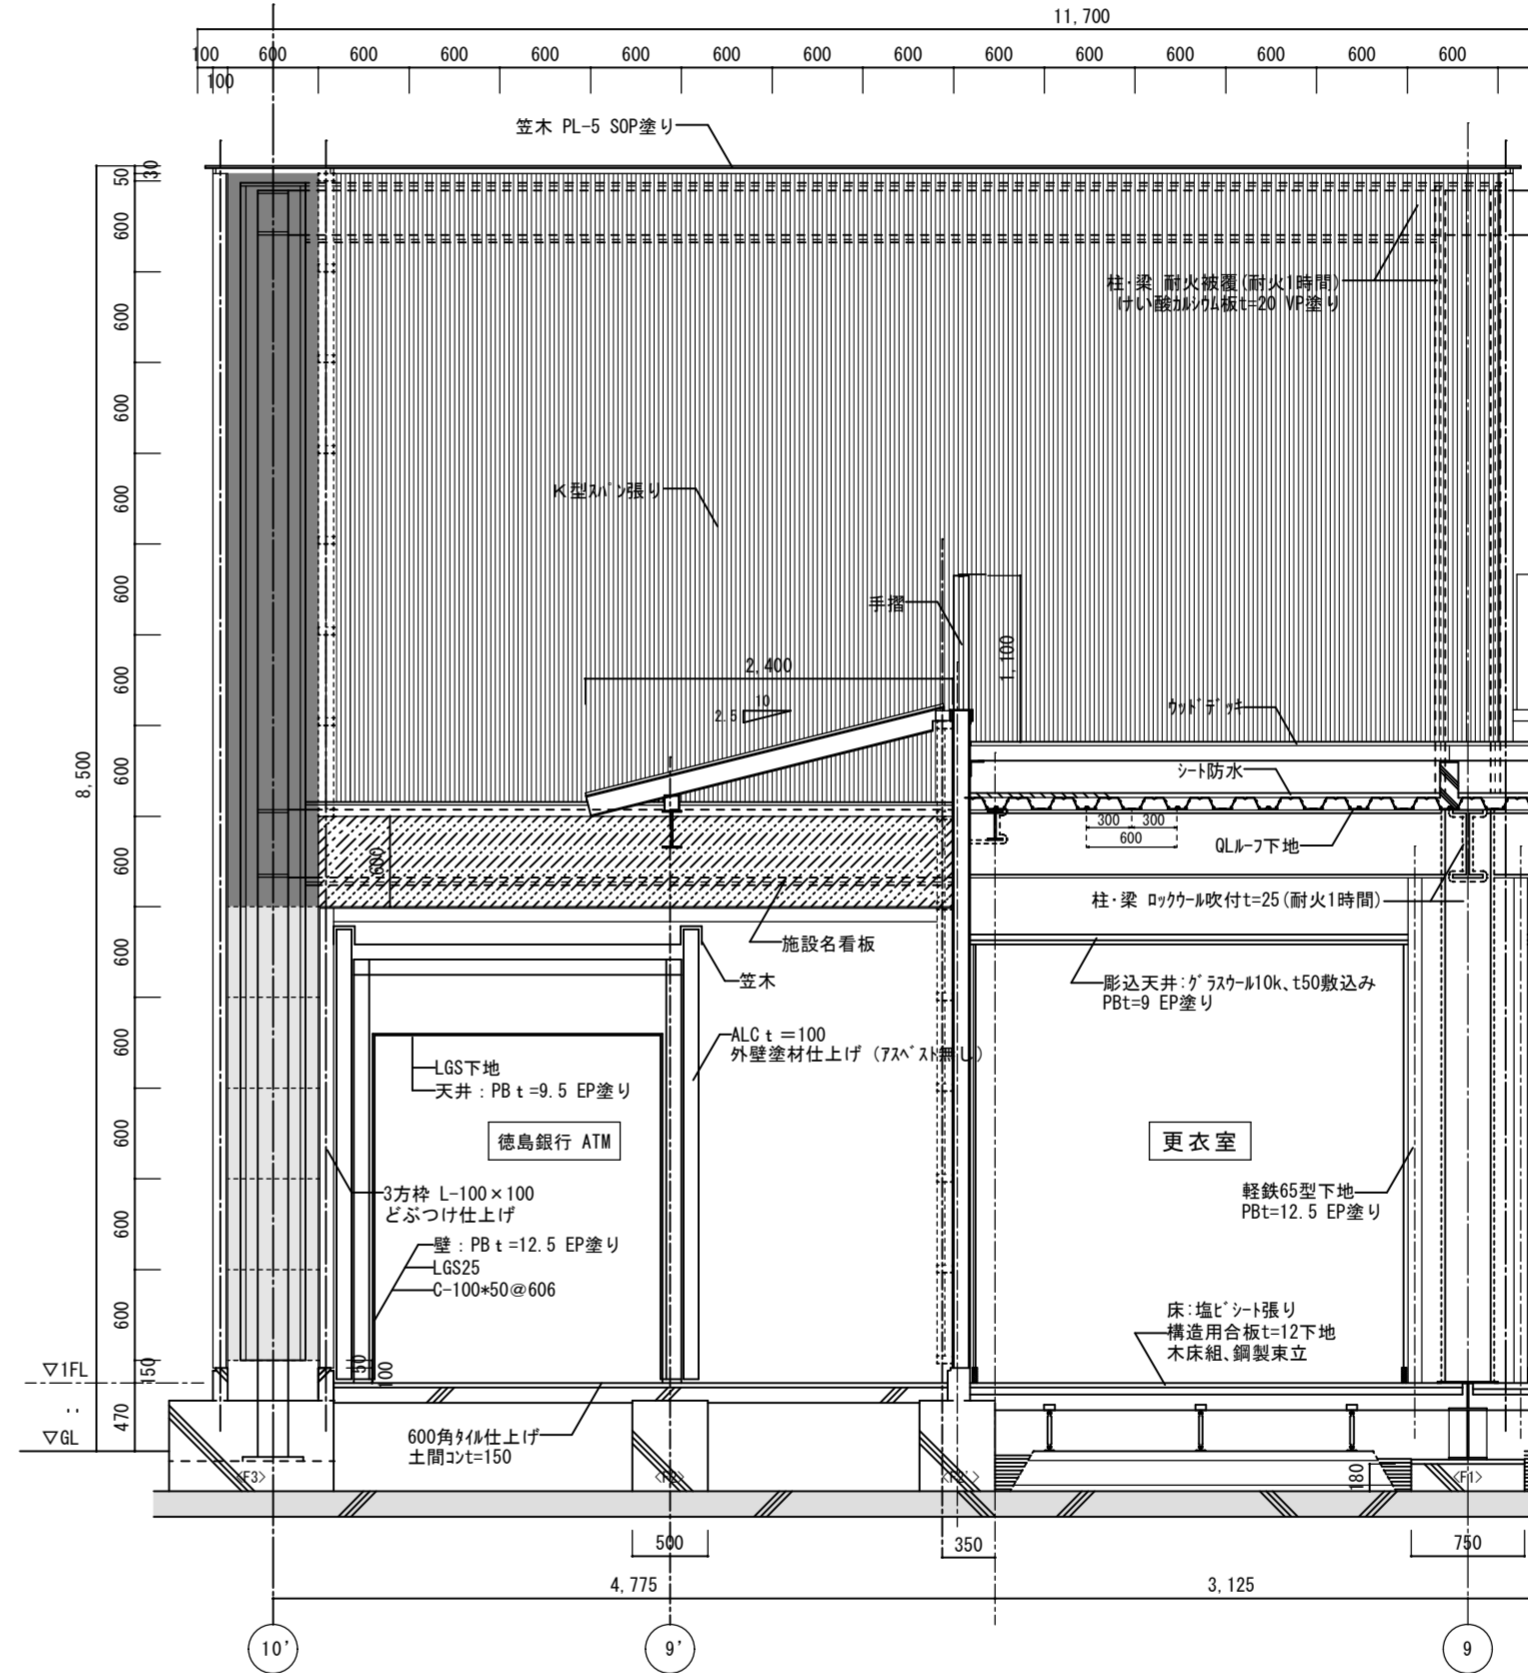 11,700
100 600 600 600 600 600 600 600 600 600 600 600 600 600 600
100
笠木 PL-5 SOP塗り
30
50
600
柱・梁 耐火被覆(耐火1時間)
けい酸カルシウム板t=20 VP塗り
600
600
K型スパン張り
600
600
手摺
1,100
600
2,400
10
2.5
ウッドデッキ
8,500
600
シート防水
300 300
600
QLルーフ下地
600
600
柱・梁 ロックウール吹付t=25(耐火1時間)
600
施設名看板
笠木
彫込天井:グラスウール10k、t50敷込み
PBt=9 EP塗り
600
ALC t =100
外壁塗材仕上げ (アスベスト無し)
LGS下地
天井:PB t =9.5 EP塗り
600
徳島銀行 ATM
更衣室
600
3方枠 L-100×100
どぶつけ仕上げ
軽鉄65型下地
PBt=12.5 EP塗り
壁:PB t =12.5 EP塗り
LGS25
C-100*50@606
600
床:塩ビシート張り
構造用合板t=12下地
木床組、鋼製束立
50
100
▽1FL
150
470
▽GL
600角タイル仕上げ
土間コンt=150
<F3>
<F2>
<F2'>
180
<F1>
500
350
750
4,775
3,125
10'
9'
9